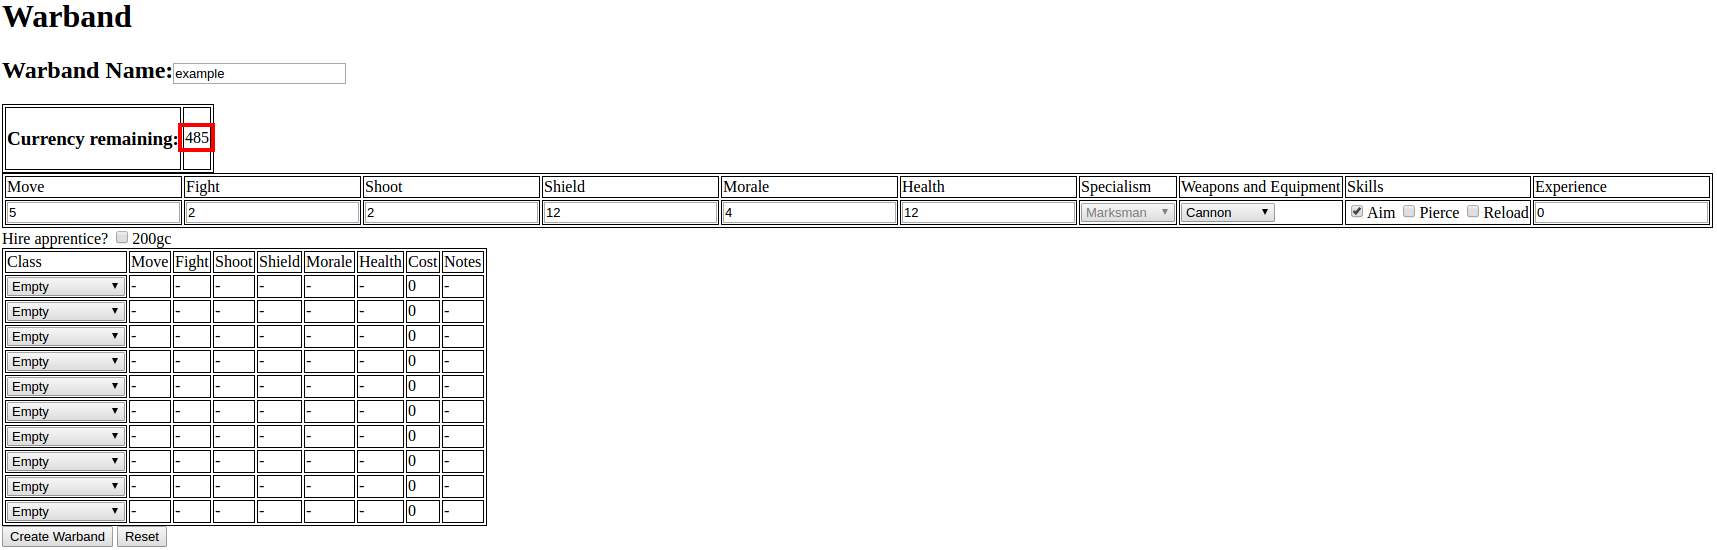 Warband
Warband Name: example
Currency remaining: 485
Move Fight Shoot Shield Morale Health Specialism Weapons and Equipment Skills Experience
5 2 2 12 4 12 Marksman Cannon Aim Pierce Reload 0
Hire apprentice? 200gc
Class Move Fight Shoot Shield Morale Health Cost Notes
Empty - - - - - - 0 -
Empty - - - - - - 0 -
Empty - - - - - - 0 -
Empty - - - - - - 0 -
Empty - - - - - - 0 -
Empty - - - - - - 0 -
Empty - - - - - - 0 -
Empty - - - - - - 0 -
Empty - - - - - - 0 -
Empty - - - - - - 0 -
Create Warband Reset